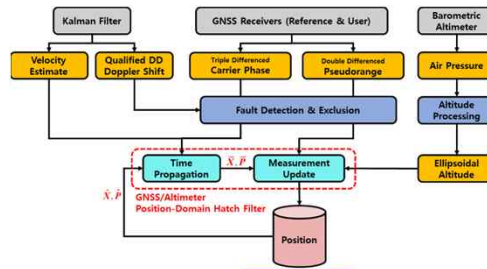 Kalman Filter
GNSS Receivers (Reference & User)
Barometric
Altimeter
Velocity
Estimate
Qualified DD
Doppler Shift
Triple Differenced
Carrier Phase
Double Differenced
Pseudorange
Air Pressure
Fault Detection & Exclusion
Altitude
Processing
Time
Propagation
X̄, P̄
Measurement
Update
Ellipsoidal
Altitude
X̂, P̂
GNSS/Altimeter
Position-Domain Hatch Filter
Position